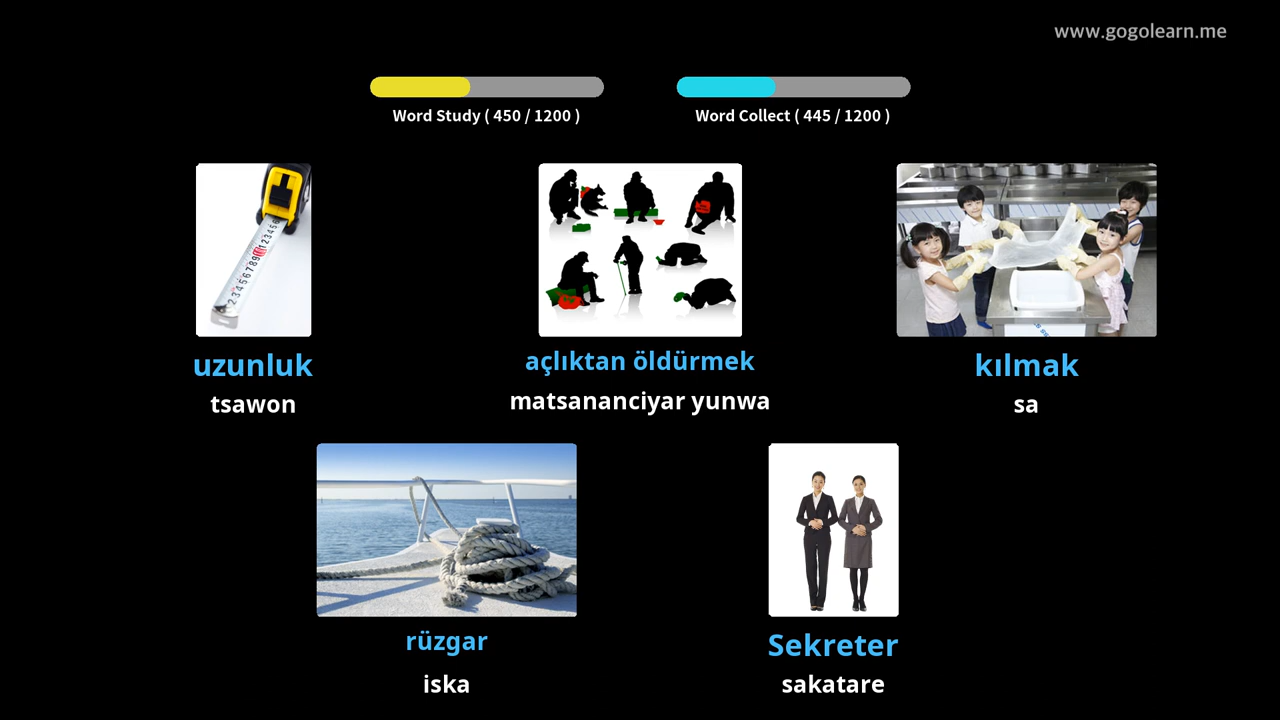 www.gogolearn.me
Word Study ( 450 / 1200 )
Word Collect ( 445 / 1200 )
uzunluk
tsawon
açlıktan öldürmek
matsananciyar yunwa
kılmak
sa
rüzgar
iska
Sekreter
sakatare